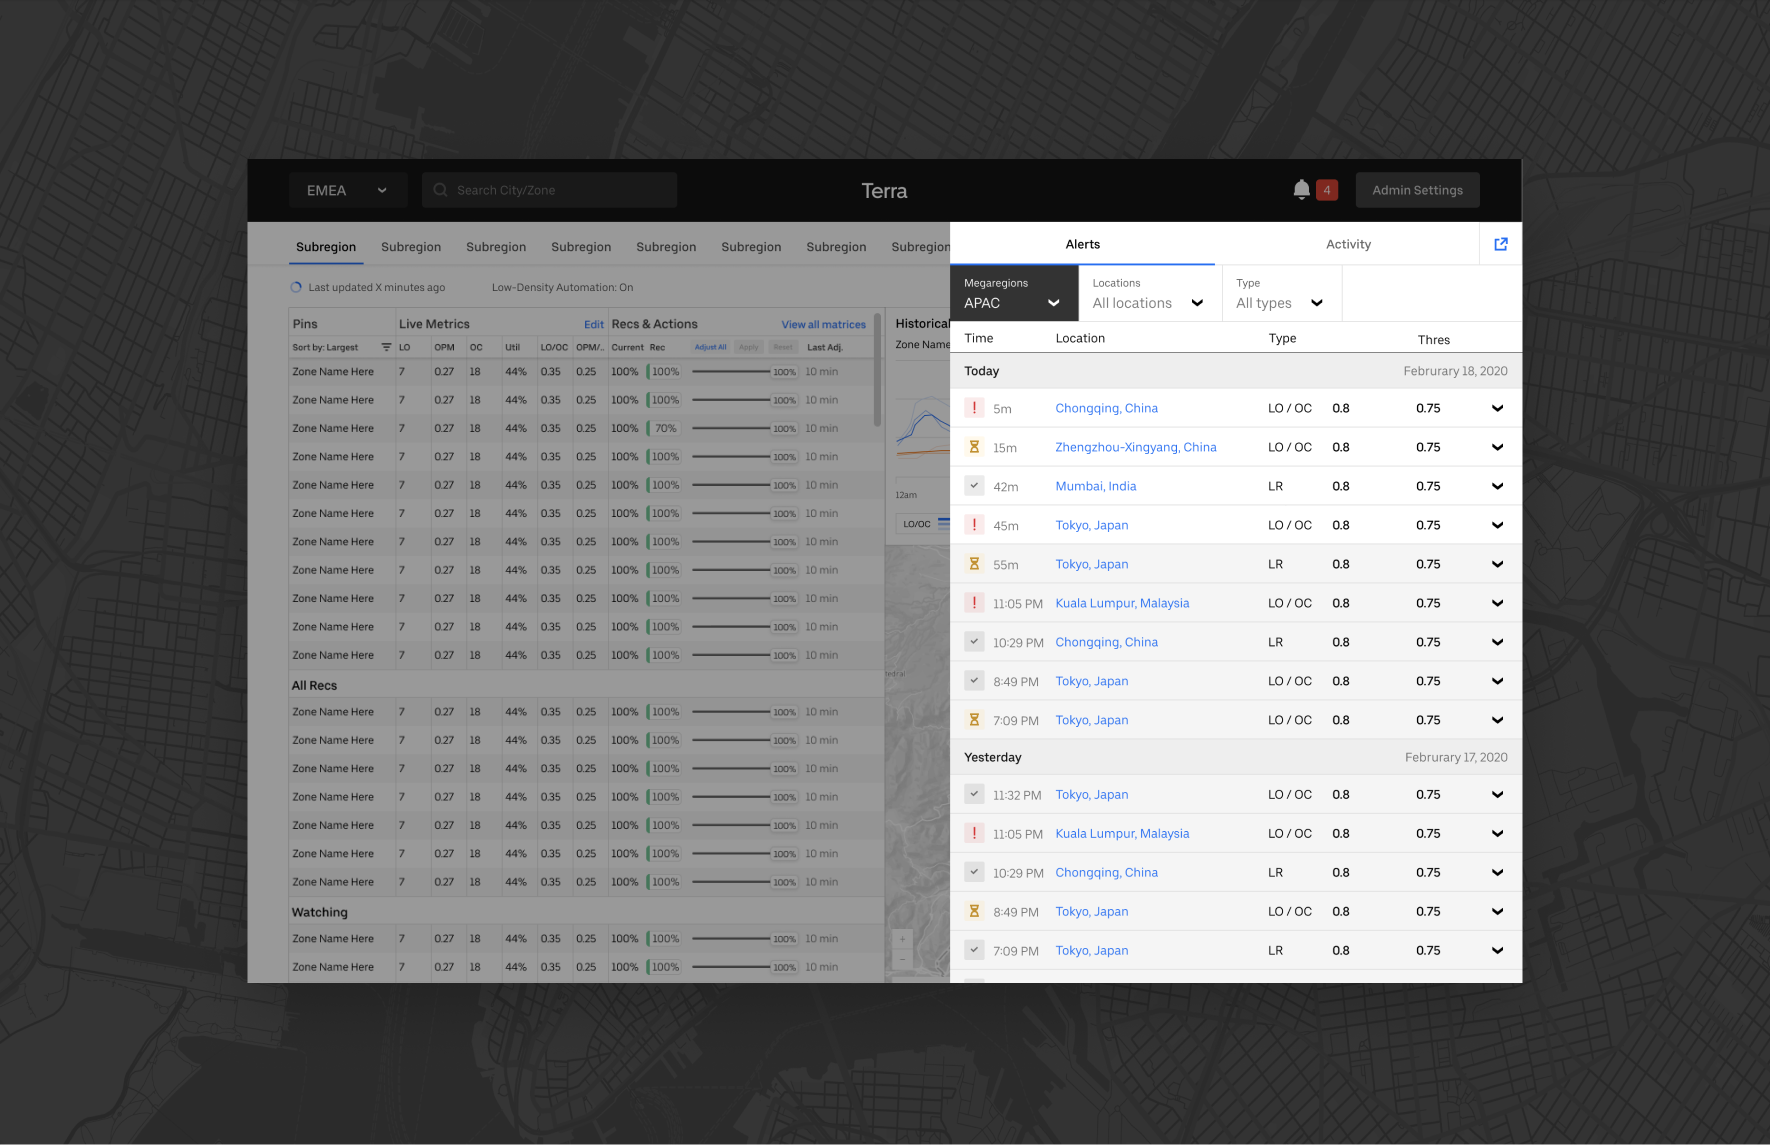 EMEA
Search City/Zone
Terra
4
Admin Settings
Subregion Subregion Subregion Subregion Subregion Subregion Subregion Subregion
Last updated X minutes ago Low-Density Automation: On
Pins Live Metrics Edit Recs & Actions View all matrices
Sort by: Largest LO OPM OC Util LO/OC OPM/.. Current Rec Adjust All Apply Reset Last Adj.
Zone Name Here 7 0.27 18 44% 0.35 0.25 100% 100% 100% 10 min
Zone Name Here 7 0.27 18 44% 0.35 0.25 100% 100% 100% 10 min
Zone Name Here 7 0.27 18 44% 0.35 0.25 100% 70% 100% 10 min
Zone Name Here 7 0.27 18 44% 0.35 0.25 100% 100% 100% 10 min
Zone Name Here 7 0.27 18 44% 0.35 0.25 100% 100% 100% 10 min
Zone Name Here 7 0.27 18 44% 0.35 0.25 100% 100% 100% 10 min
Zone Name Here 7 0.27 18 44% 0.35 0.25 100% 100% 100% 10 min
Zone Name Here 7 0.27 18 44% 0.35 0.25 100% 100% 100% 10 min
Zone Name Here 7 0.27 18 44% 0.35 0.25 100% 100% 100% 10 min
Zone Name Here 7 0.27 18 44% 0.35 0.25 100% 100% 100% 10 min
Zone Name Here 7 0.27 18 44% 0.35 0.25 100% 100% 100% 10 min
All Recs
Zone Name Here 7 0.27 18 44% 0.35 0.25 100% 100% 100% 10 min
Zone Name Here 7 0.27 18 44% 0.35 0.25 100% 100% 100% 10 min
Zone Name Here 7 0.27 18 44% 0.35 0.25 100% 100% 100% 10 min
Zone Name Here 7 0.27 18 44% 0.35 0.25 100% 100% 100% 10 min
Zone Name Here 7 0.27 18 44% 0.35 0.25 100% 100% 100% 10 min
Zone Name Here 7 0.27 18 44% 0.35 0.25 100% 100% 100% 10 min
Zone Name Here 7 0.27 18 44% 0.35 0.25 100% 100% 100% 10 min
Watching
Zone Name Here 7 0.27 18 44% 0.35 0.25 100% 100% 100% 10 min
Zone Name Here 7 0.27 18 44% 0.35 0.25 100% 100% 100% 10 min
Historical
Zone Name
12am
LO/OC
Alerts Activity
Megaregions Locations Type
APAC All locations All types
Time Location Type Thres
Today Februrary 18, 2020
5m Chongqing, China LO / OC 0.8 0.75
15m Zhengzhou-Xingyang, China LO / OC 0.8 0.75
42m Mumbai, India LR 0.8 0.75
45m Tokyo, Japan LO / OC 0.8 0.75
55m Tokyo, Japan LR 0.8 0.75
11:05 PM Kuala Lumpur, Malaysia LO / OC 0.8 0.75
10:29 PM Chongqing, China LR 0.8 0.75
8:49 PM Tokyo, Japan LO / OC 0.8 0.75
7:09 PM Tokyo, Japan LO / OC 0.8 0.75
Yesterday Februrary 17, 2020
11:32 PM Tokyo, Japan LO / OC 0.8 0.75
11:05 PM Kuala Lumpur, Malaysia LO / OC 0.8 0.75
10:29 PM Chongqing, China LR 0.8 0.75
8:49 PM Tokyo, Japan LO / OC 0.8 0.75
7:09 PM Tokyo, Japan LR 0.8 0.75